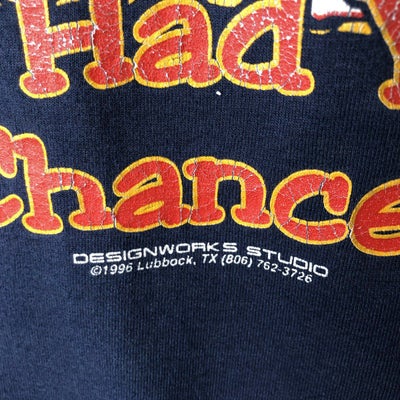 Had
Chance
DESIGNWORKS STUDIO
©1996 Lubbock, TX (806) 762-3726